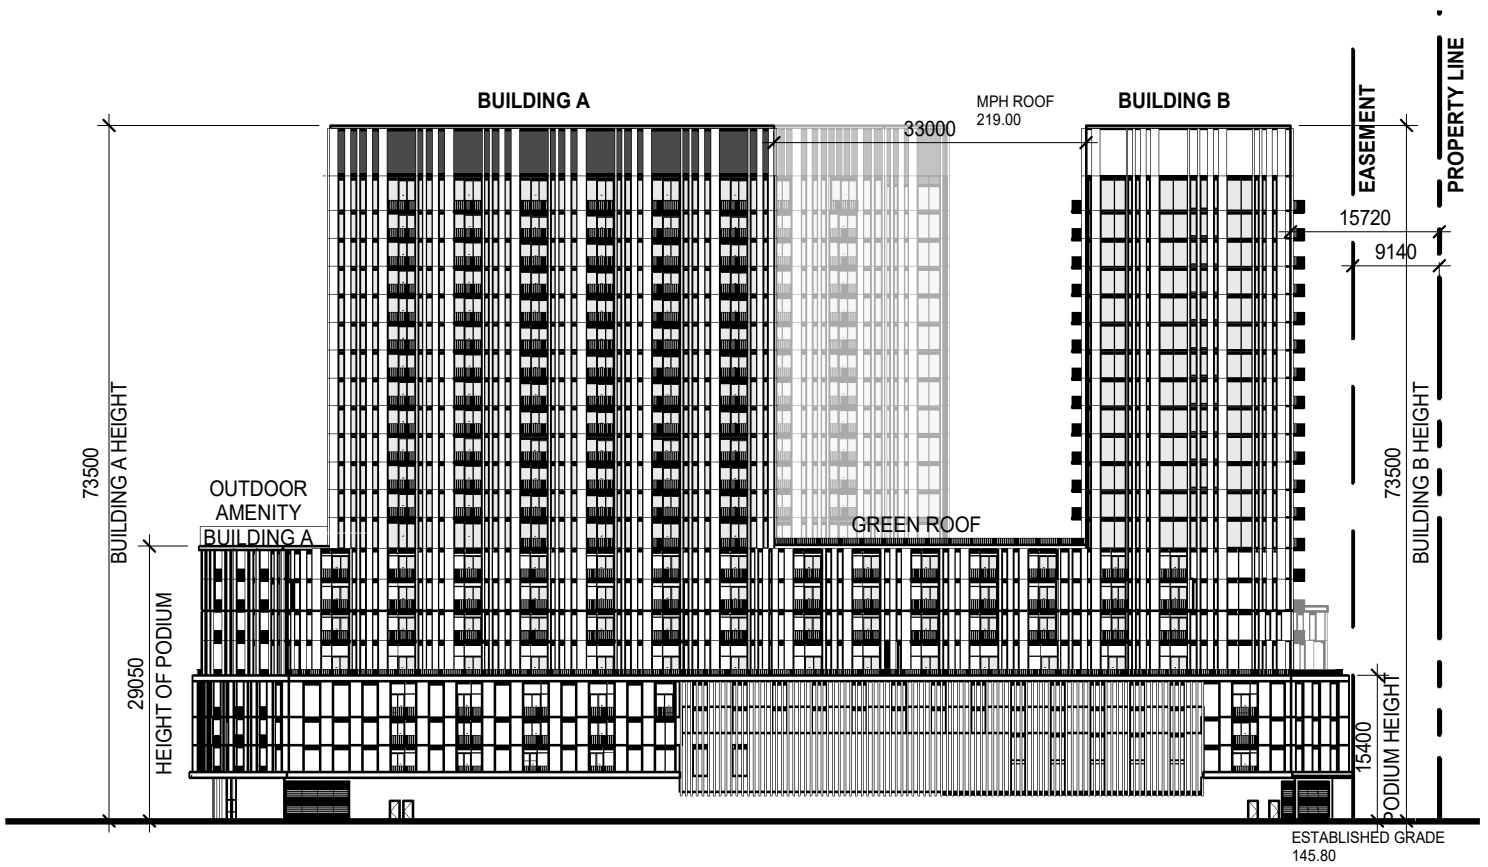 BUILDING A
MPH ROOF
219.00
BUILDING B
33000
EASEMENT
PROPERTY LINE
15720
9140
73500
BUILDING A HEIGHT
OUTDOOR
AMENITY
BUILDING A
GREEN ROOF
73500
BUILDING B HEIGHT
29050
HEIGHT OF PODIUM
15400
PODIUM HEIGHT
ESTABLISHED GRADE
145.80